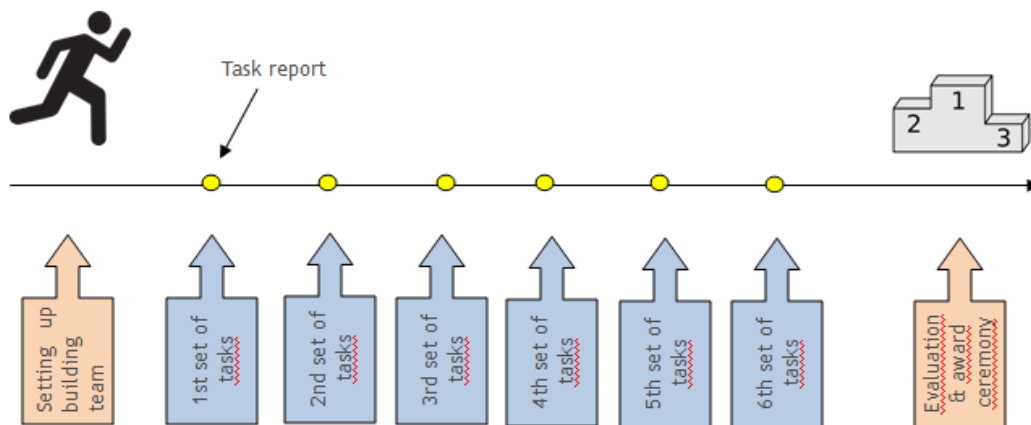 Task report
1
2
3
Setting up
building
team
1st set of
tasks
2nd set of
tasks
3rd set of
tasks
4th set of
tasks
5th set of
tasks
6th set of
tasks
Evaluation
& award
ceremony